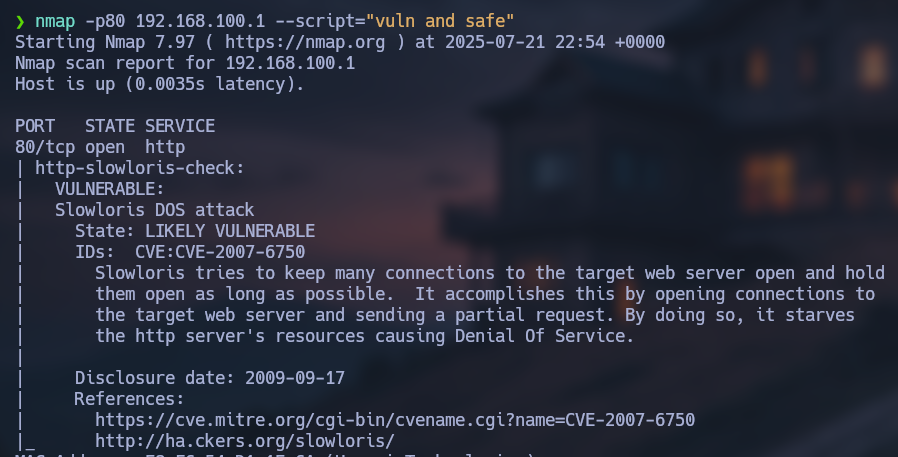 ❯ nmap -p80 192.168.100.1 --script="vuln and safe"
Starting Nmap 7.97 ( https://nmap.org ) at 2025-07-21 22:54 +0000
Nmap scan report for 192.168.100.1
Host is up (0.0035s latency).

PORT   STATE SERVICE
80/tcp open  http
| http-slowloris-check:
|   VULNERABLE:
|   Slowloris DOS attack
|     State: LIKELY VULNERABLE
|     IDs:  CVE:CVE-2007-6750
|       Slowloris tries to keep many connections to the target web server open and hold
|       them open as long as possible.  It accomplishes this by opening connections to
|       the target web server and sending a partial request. By doing so, it starves
|       the http server's resources causing Denial Of Service.
|
|     Disclosure date: 2009-09-17
|     References:
|       https://cve.mitre.org/cgi-bin/cvename.cgi?name=CVE-2007-6750
|_      http://ha.ckers.org/slowloris/